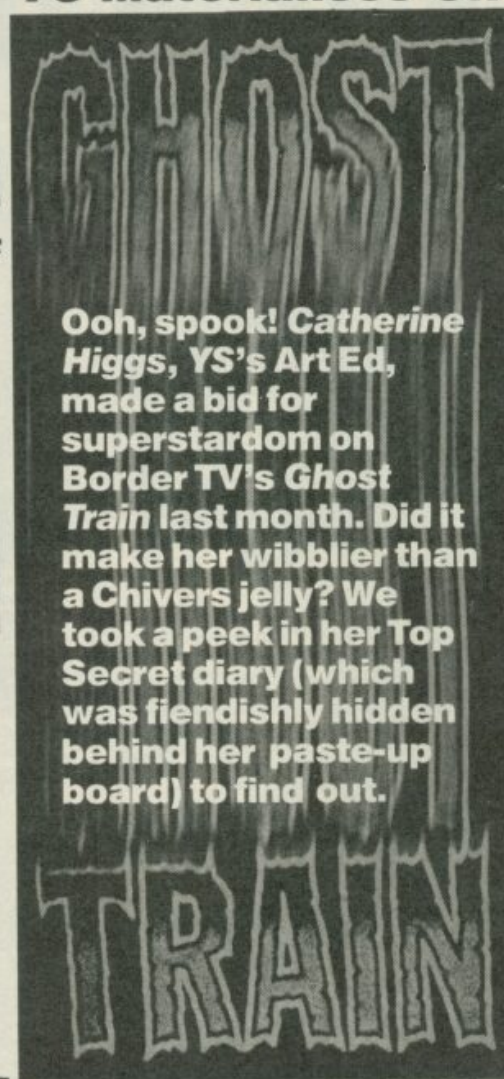 GHOST
Ooh, spook! Catherine
Higgs, YS's Art Ed,
made a bid for
superstardom on
Border TV's Ghost
Train last month. Did it
make her wibblier than
a Chivers jelly? We
took a peek in her Top
Secret diary (which
was fiendishly hidden
behind her paste-up
board) to find out.
TRAIN